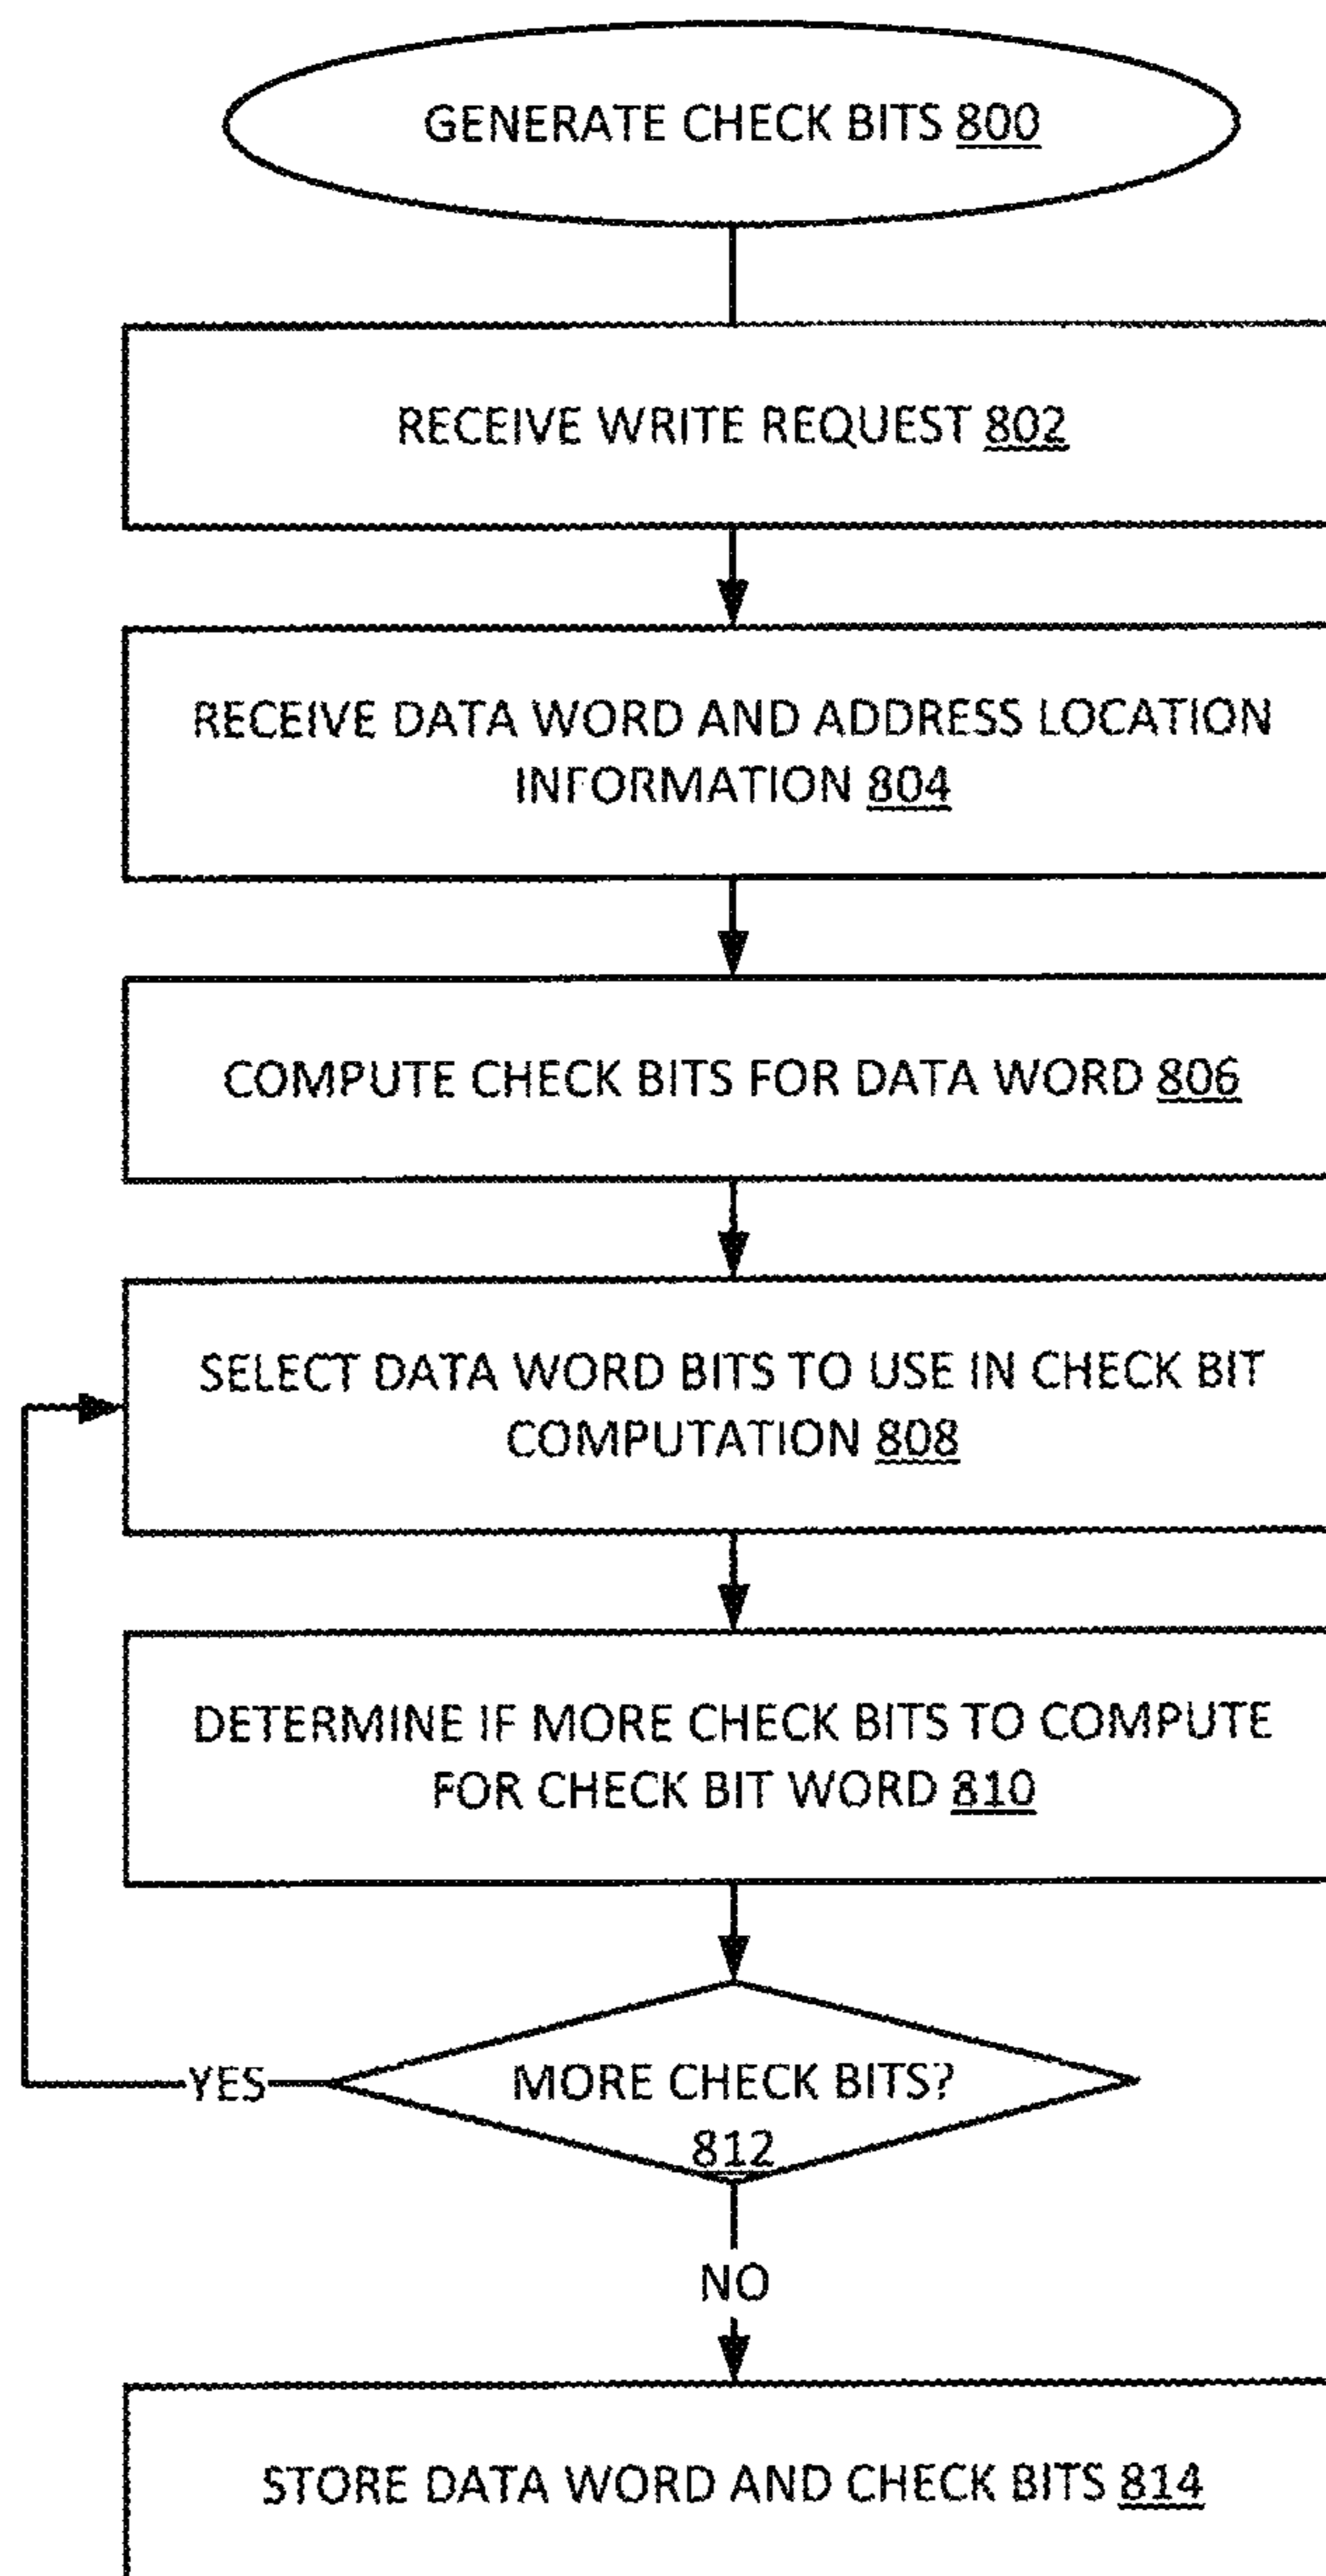 GENERATE CHECK BITS 800
RECEIVE WRITE REQUEST 802
RECEIVE DATA WORD AND ADDRESS LOCATION
INFORMATION 804
COMPUTE CHECK BITS FOR DATA WORD 806
SELECT DATA WORD BITS TO USE IN CHECK BIT
COMPUTATION 808
DETERMINE IF MORE CHECK BITS TO COMPUTE
FOR CHECK BIT WORD 810
YES
MORE CHECK BITS?
812
NO
STORE DATA WORD AND CHECK BITS 814